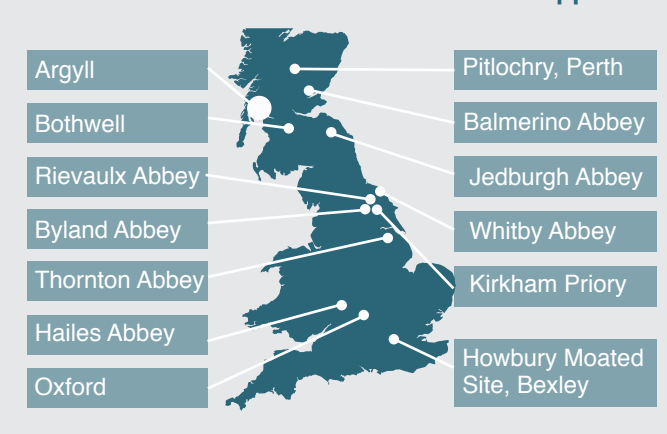 Argyll
Bothwell
Rievaulx Abbey
Byland Abbey
Thornton Abbey
Hailes Abbey
Oxford
Pitlochry, Perth
Balmerino Abbey
Jedburgh Abbey
Whitby Abbey
Kirkham Priory
Howbury Moated
Site, Bexley